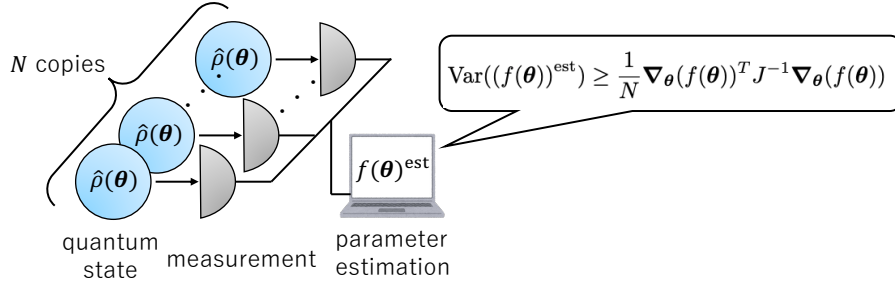 N copies
ρ̂(θ)
ρ̂(θ)
ρ̂(θ)
Var((f(θ))^est) ≥ 1/N ∇_θ(f(θ))^T J^−1 ∇_θ(f(θ))
f(θ)^est
quantum
state
measurement
parameter
estimation